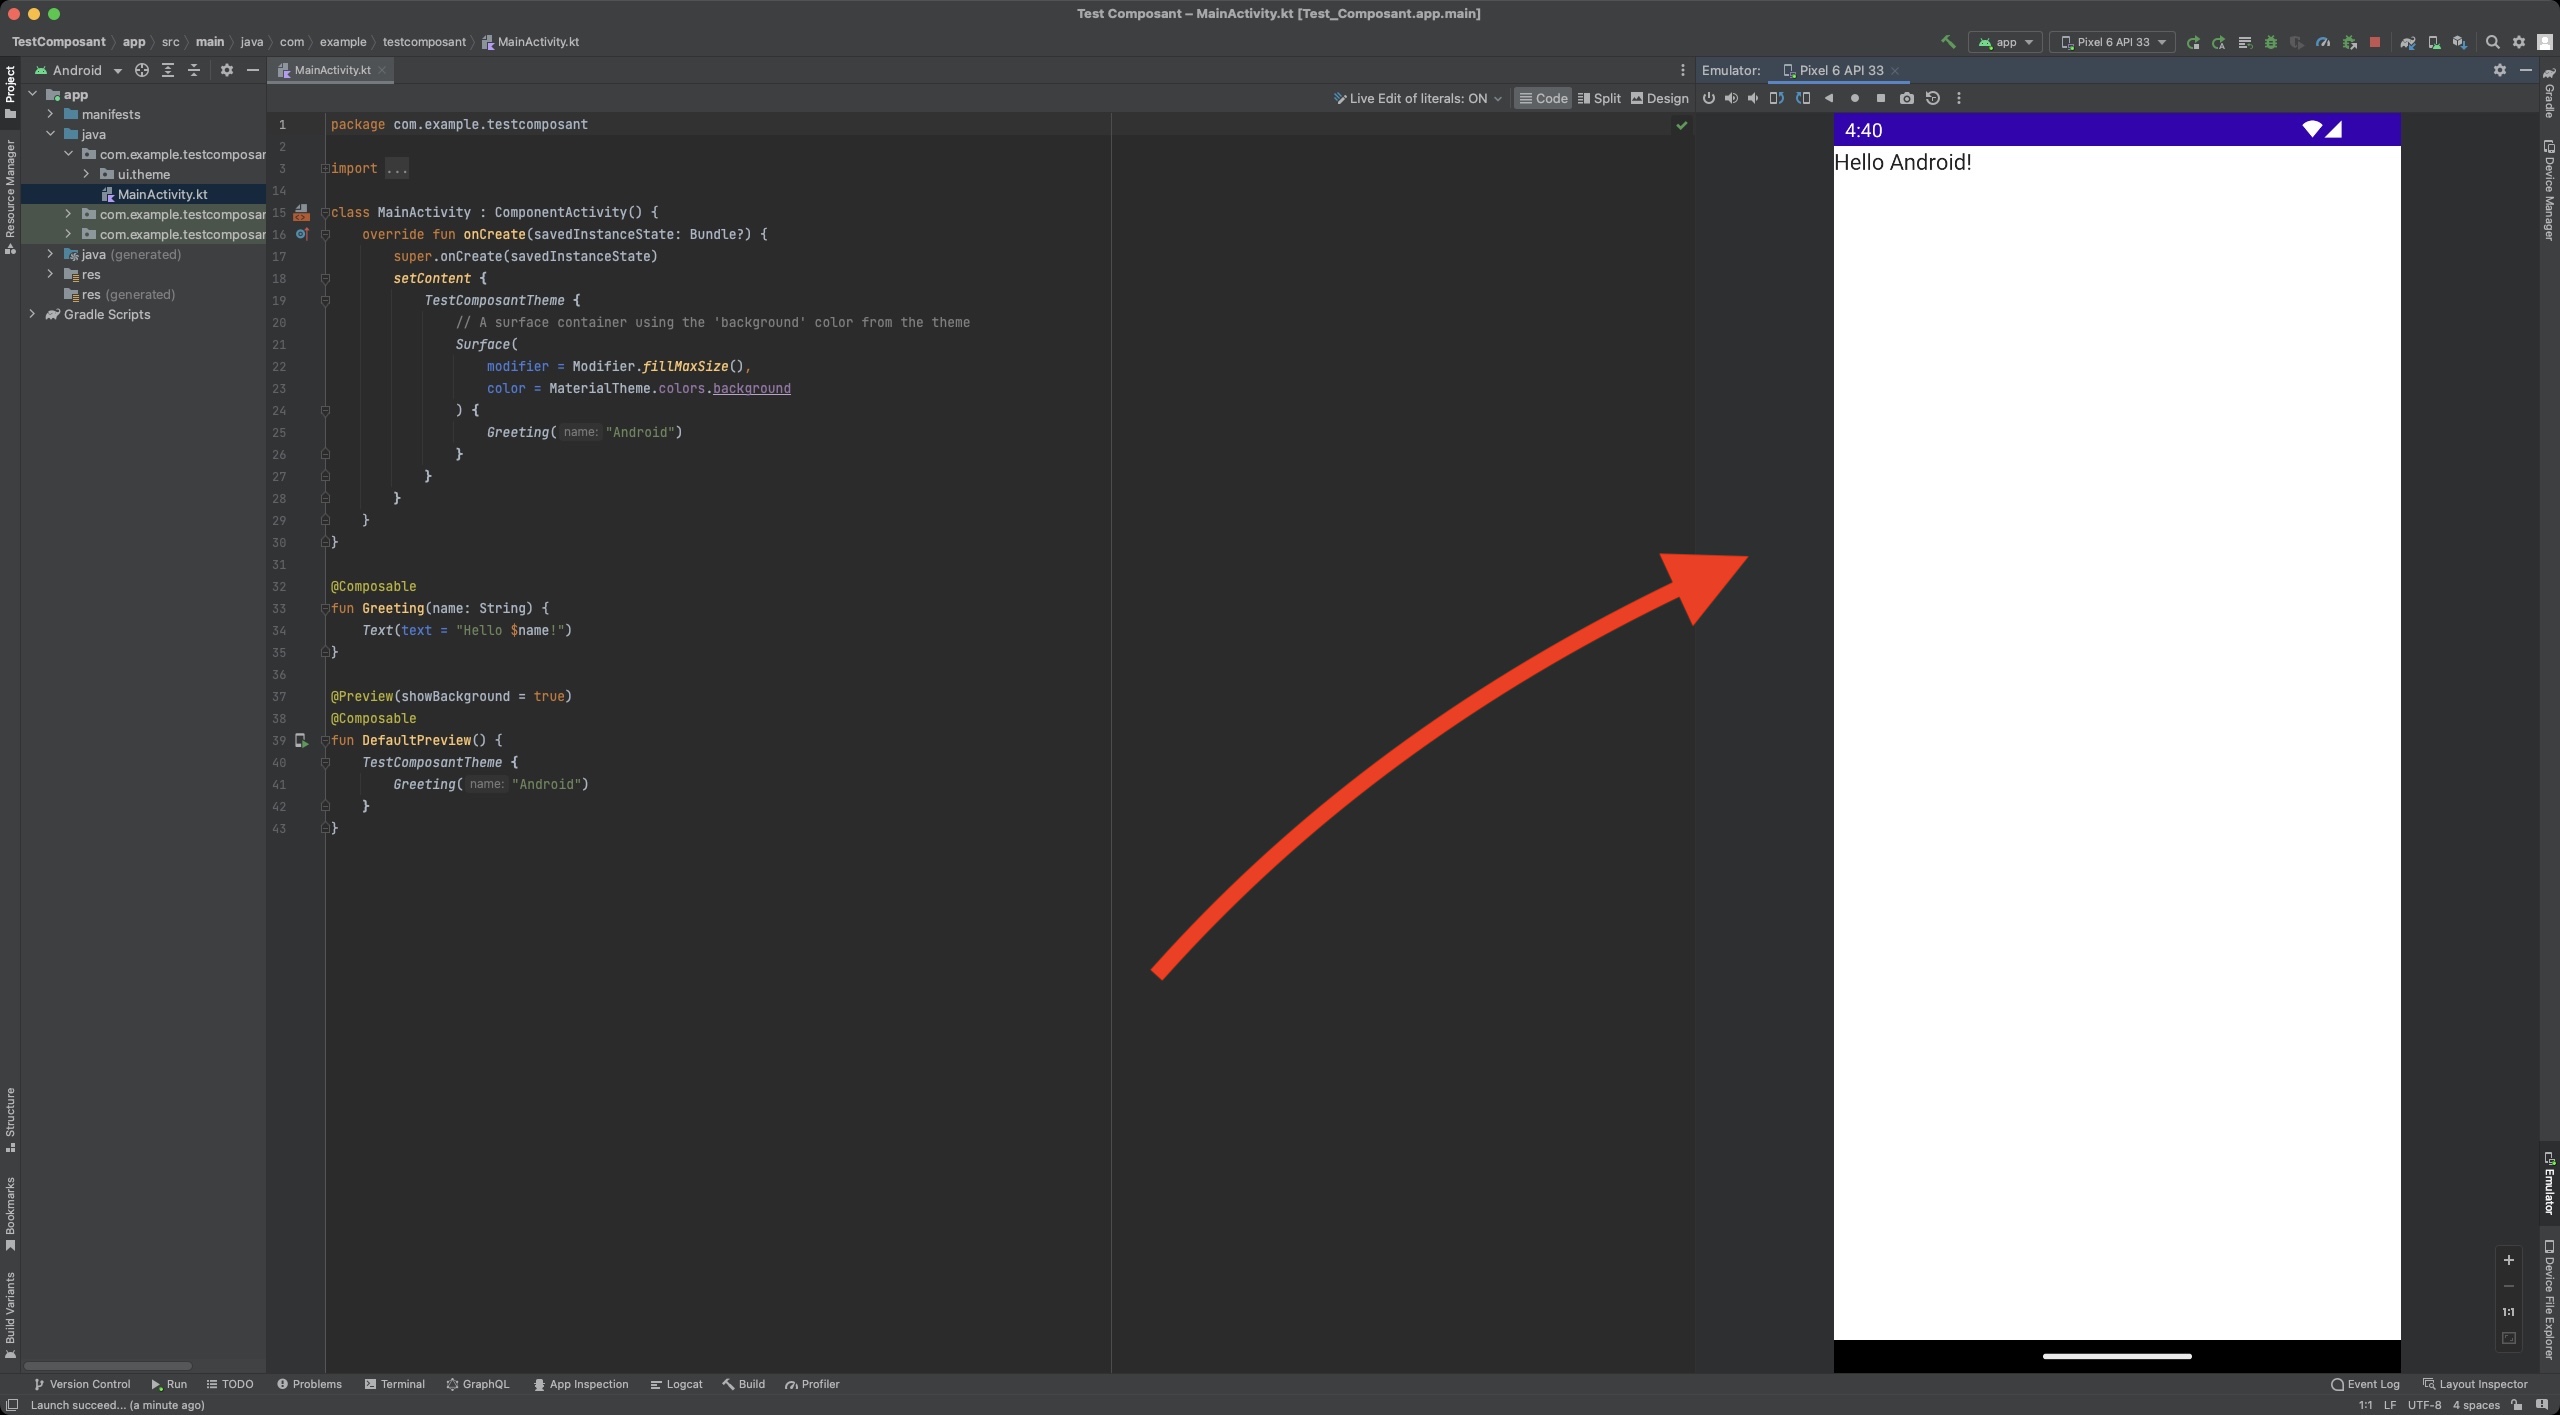 Test Composant – MainActivity.kt [Test_Composant.app.main]
TestComposant app src main java com example testcomposant MainActivity.kt
app Pixel 6 API 33
Project
Resource Manager
Structure
Bookmarks
Build Variants
Android
app
manifests
java
com.example.testcomposar
ui.theme
MainActivity.kt
com.example.testcomposar
com.example.testcomposar
java (generated)
res
res (generated)
Gradle Scripts
MainActivity.kt
Live Edit of literals: ON Code Split Design
1 package com.example.testcomposant
2
3 import ...
14
15 class MainActivity : ComponentActivity() {
16 override fun onCreate(savedInstanceState: Bundle?) {
17 super.onCreate(savedInstanceState)
18 setContent {
19 TestComposantTheme {
20 // A surface container using the 'background' color from the theme
21 Surface(
22 modifier = Modifier.fillMaxSize(),
23 color = MaterialTheme.colors.background
24 ) {
25 Greeting( name: "Android")
26 }
27 }
28 }
29 }
30 }
31
32 @Composable
33 fun Greeting(name: String) {
34 Text(text = "Hello $name!")
35 }
36
37 @Preview(showBackground = true)
38 @Composable
39 fun DefaultPreview() {
40 TestComposantTheme {
41 Greeting( name: "Android")
42 }
43 }
Emulator: Pixel 6 API 33
4:40
Hello Android!
1:1
Gradle
Device Manager
Emulator
Device File Explorer
Version Control Run TODO Problems Terminal GraphQL App Inspection Logcat Build Profiler Event Log Layout Inspector
Launch succeed... (a minute ago) 1:1 LF UTF-8 4 spaces